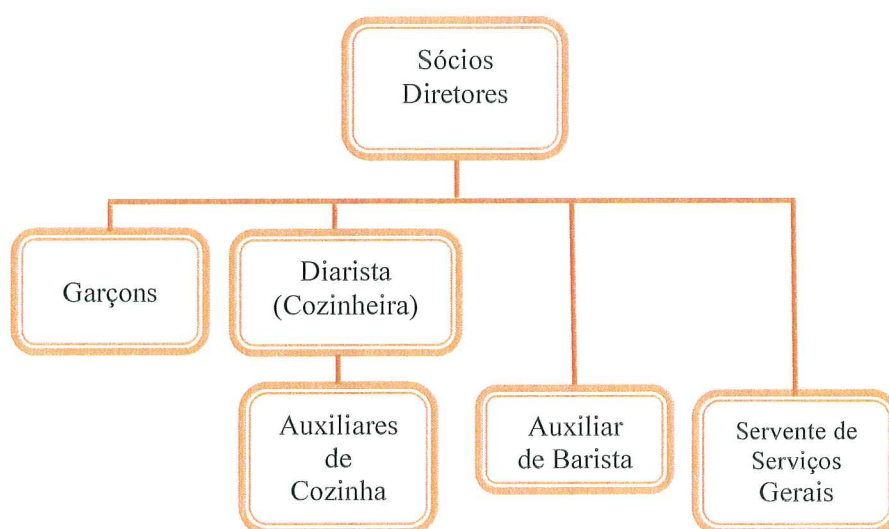 Sócios
Diretores
Garçons
Diarista
(Cozinheira)
Auxiliares
de
Cozinha
Auxiliar
de Barista
Servente de
Serviços
Gerais